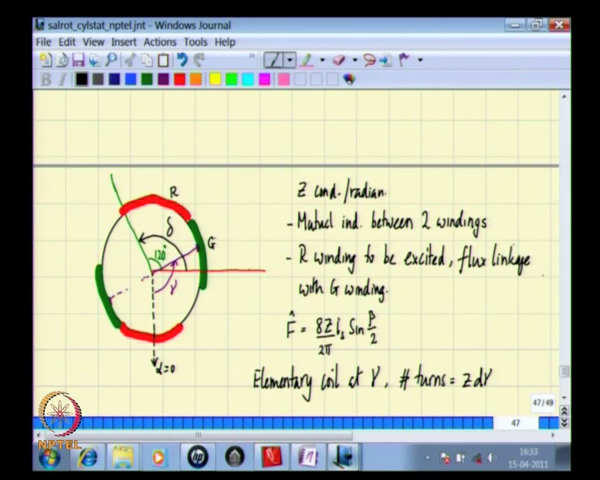 salrot_cylstat_nptel.jnt - Windows Journal
File Edit View Insert Actions Tools Help
B I
R
δ
G
120°
γ
α=0
Z cond./radian.
- Mutual ind. between 2 windings
- R winding to be excited, flux linkage
with G winding.
F̂ = 8Z/2π i_s Sin β/2
Elementary coil at γ, # turns = Z dγ
47/49
47
NPTEL
16:33
15-04-2011